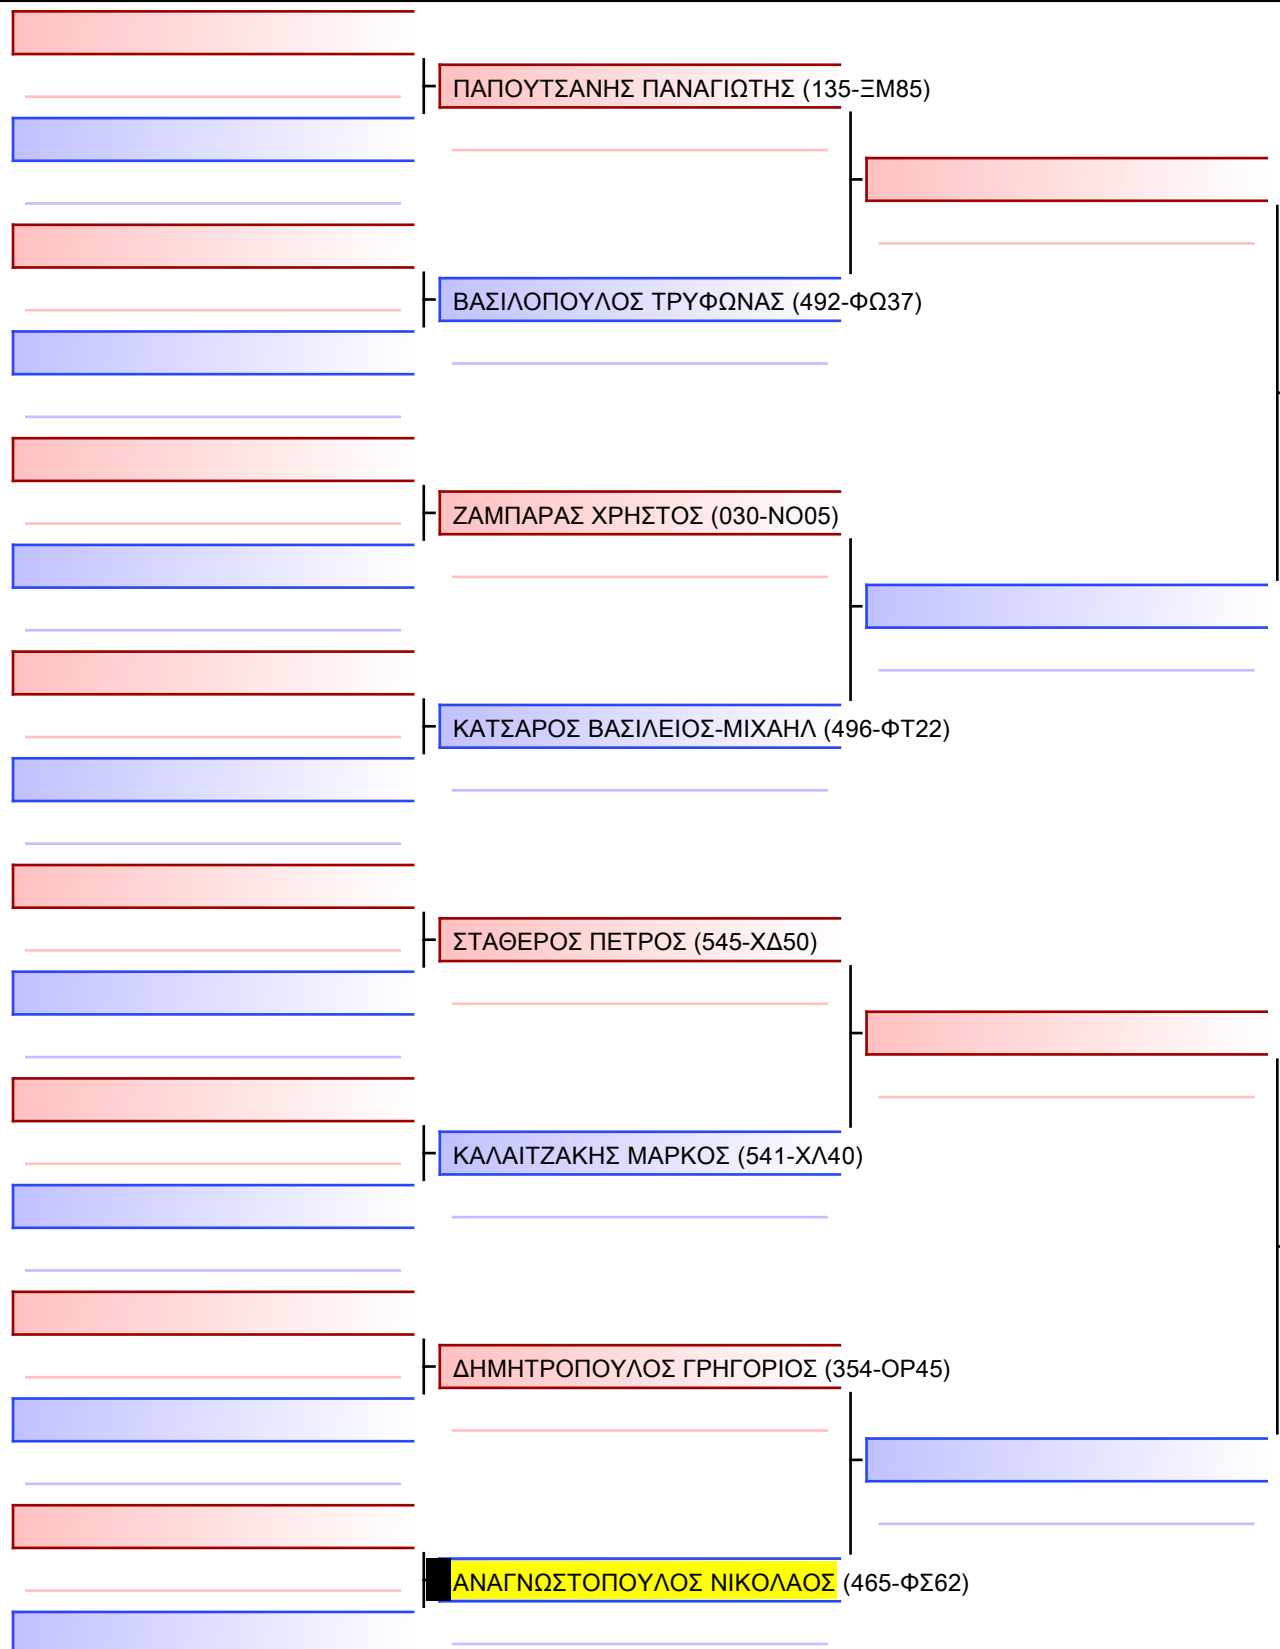 ΠΑΠΟΥΤΣΑΝΗΣ ΠΑΝΑΓΙΩΤΗΣ (135-ΞΜ85)
ΒΑΣΙΛΟΠΟΥΛΟΣ ΤΡΥΦΩΝΑΣ (492-ΦΩ37)
ΖΑΜΠΑΡΑΣ ΧΡΗΣΤΟΣ (030-ΝΟ05)
ΚΑΤΣΑΡΟΣ ΒΑΣΙΛΕΙΟΣ-ΜΙΧΑΗΛ (496-ΦΤ22)
ΣΤΑΘΕΡΟΣ ΠΕΤΡΟΣ (545-ΧΔ50)
ΚΑΛΑΙΤΖΑΚΗΣ ΜΑΡΚΟΣ (541-ΧΛ40)
ΔΗΜΗΤΡΟΠΟΥΛΟΣ ΓΡΗΓΟΡΙΟΣ (354-ΟΡ45)
ΑΝΑΓΝΩΣΤΟΠΟΥΛΟΣ ΝΙΚΟΛΑΟΣ (465-ΦΣ62)